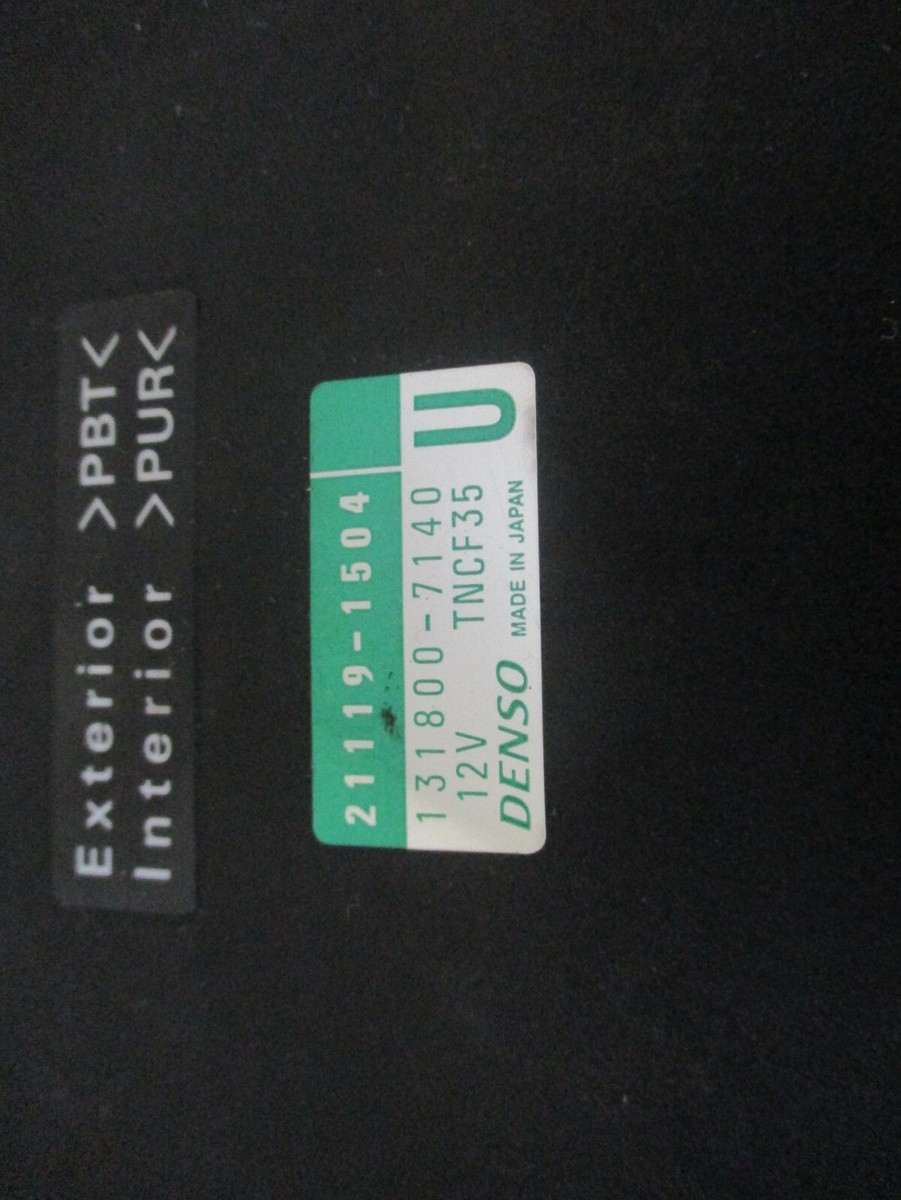 Exterior >PBT<
Interior >PUR<
21119-1504
131800-7140
12V TNCF35
U
DENSO MADE IN JAPAN